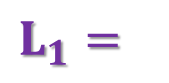 L₁ =